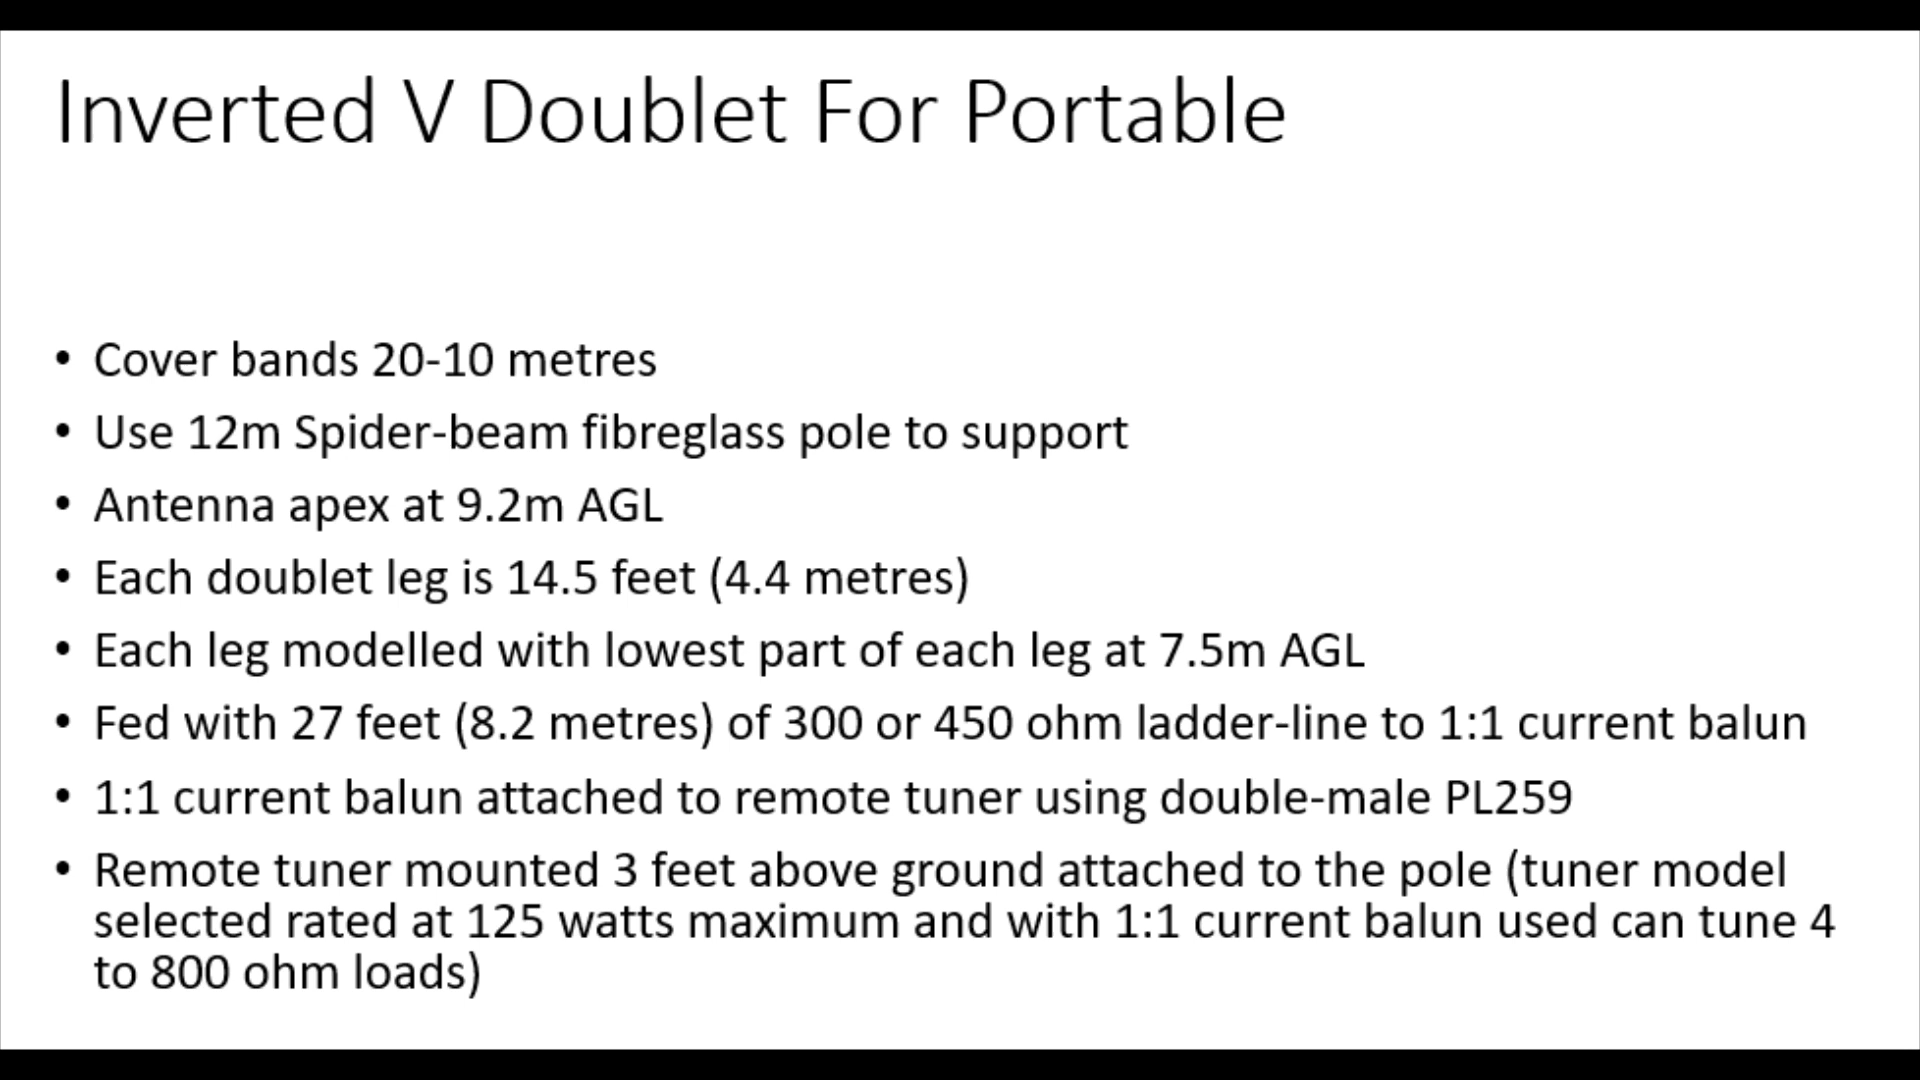 Inverted V Doublet For Portable
• Cover bands 20-10 metres
• Use 12m Spider-beam fibreglass pole to support
• Antenna apex at 9.2m AGL
• Each doublet leg is 14.5 feet (4.4 metres)
• Each leg modelled with lowest part of each leg at 7.5m AGL
• Fed with 27 feet (8.2 metres) of 300 or 450 ohm ladder-line to 1:1 current balun
• 1:1 current balun attached to remote tuner using double-male PL259
• Remote tuner mounted 3 feet above ground attached to the pole (tuner model
selected rated at 125 watts maximum and with 1:1 current balun used can tune 4
to 800 ohm loads)